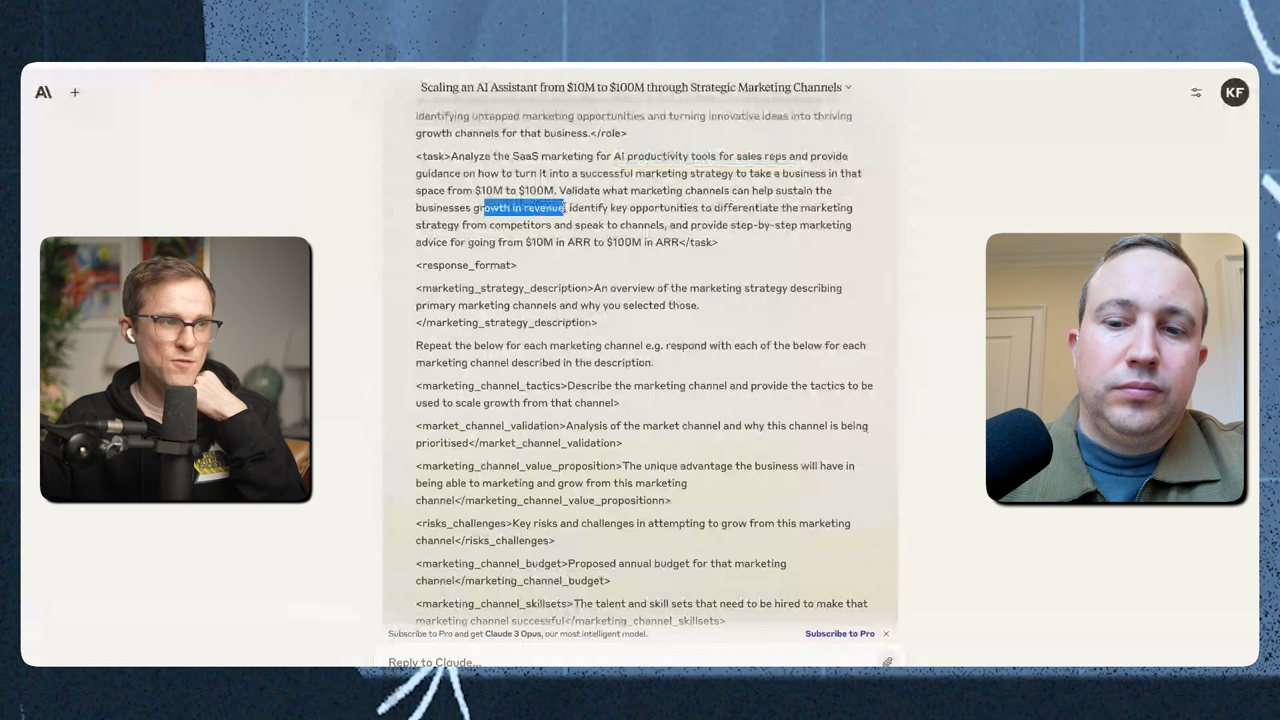 Scaling an AI Assistant from $10M to $100M through Strategic Marketing Channels
KF
identifying untapped marketing opportunities and turning innovative ideas into thriving
growth channels for that business.</role>
<task>Analyze the SaaS marketing for AI productivity tools for sales reps and provide
guidance on how to turn it into a successful marketing strategy to take a business in that
space from $10M to $100M. Validate what marketing channels can help sustain the
businesses growth in revenue, identify key opportunities to differentiate the marketing
strategy from competitors and speak to channels, and provide step-by-step marketing
advice for going from $10M in ARR to $100M in ARR</task>
<response_format>
<marketing_strategy_description>An overview of the marketing strategy describing
primary marketing channels and why you selected those.
</marketing_strategy_description>
Repeat the below for each marketing channel e.g. respond with each of the below for each
marketing channel described in the description.
<marketing_channel_tactics>Describe the marketing channel and provide the tactics to be
used to scale growth from that channel>
<market_channel_validation>Analysis of the market channel and why this channel is being
prioritised</market_channel_validation>
<marketing_channel_value_proposition>The unique advantage the business will have in
being able to marketing and grow from this marketing
channel</marketing_channel_value_propositionn>
<risks_challenges>Key risks and challenges in attempting to grow from this marketing
channel</risks_challenges>
<marketing_channel_budget>Proposed annual budget for that marketing
channel</marketing_channel_budget>
<marketing_channel_skillsets>The talent and skill sets that need to be hired to make that
marketing channel successful</marketing_channel_skillsets>
Subscribe to Pro and get Claude 3 Opus, our most intelligent model.
Subscribe to Pro
Reply to Claude...